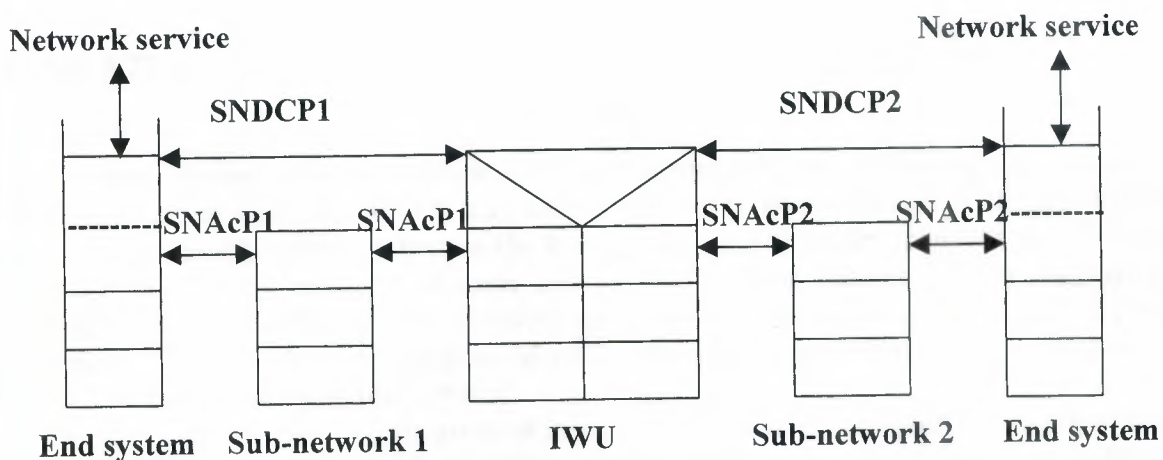 Network service
Network service
SNDCP1
SNDCP2
SNAcP1
SNAcP1
SNAcP2
SNAcP2
End system
Sub-network 1
IWU
Sub-network 2
End system